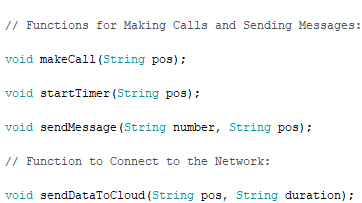 // Functions for Making Calls and Sending Messages:
void makeCall(String pos);
void startTimer(String pos);
void sendMessage(String number, String pos);
// Function to Connect to the Network:
void sendDataToCloud(String pos, String duration);